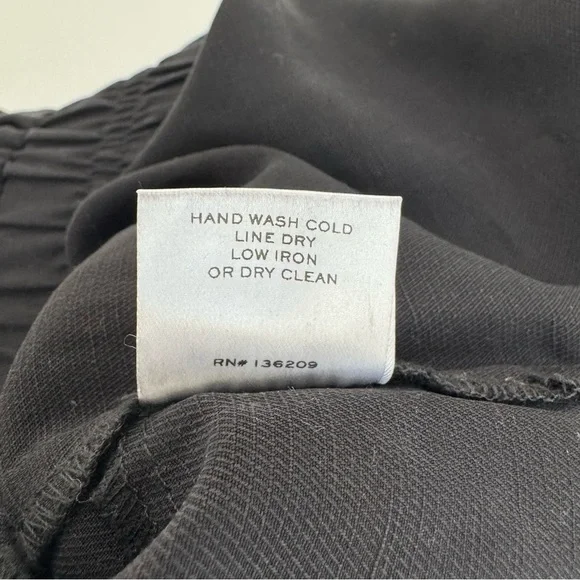 HAND WASH COLD
LINE DRY
LOW IRON
OR DRY CLEAN
RN# 136209